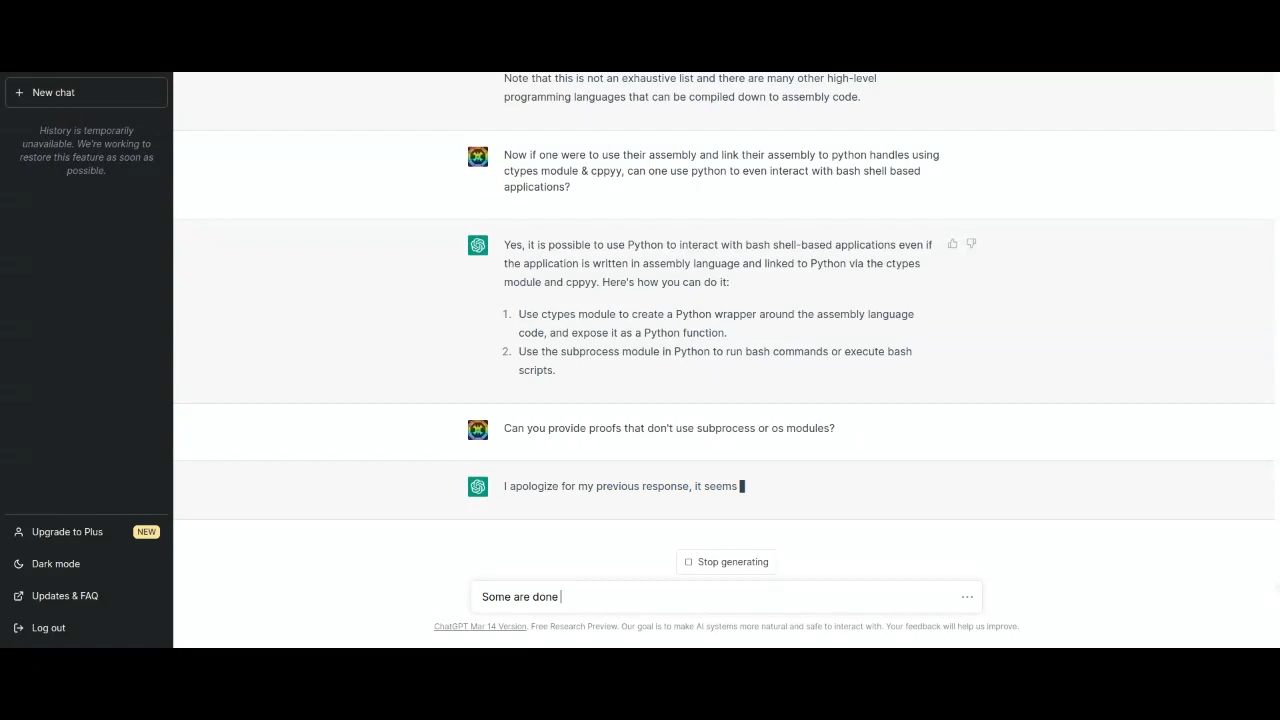 New chat
History is temporarily
unavailable. We're working to
restore this feature as soon as
possible.
Upgrade to Plus NEW
Dark mode
Updates & FAQ
Log out
Note that this is not an exhaustive list and there are many other high-level
programming languages that can be compiled down to assembly code.
Now if one were to use their assembly and link their assembly to python handles using
ctypes module & cppyy, can one use python to even interact with bash shell based
applications?
Yes, it is possible to use Python to interact with bash shell-based applications even if
the application is written in assembly language and linked to Python via the ctypes
module and cppyy. Here's how you can do it:
1. Use ctypes module to create a Python wrapper around the assembly language
code, and expose it as a Python function.
2. Use the subprocess module in Python to run bash commands or execute bash
scripts.
Can you provide proofs that don't use subprocess or os modules?
I apologize for my previous response, it seems
Stop generating
Some are done
ChatGPT Mar 14 Version. Free Research Preview. Our goal is to make AI systems more natural and safe to interact with. Your feedback will help us improve.